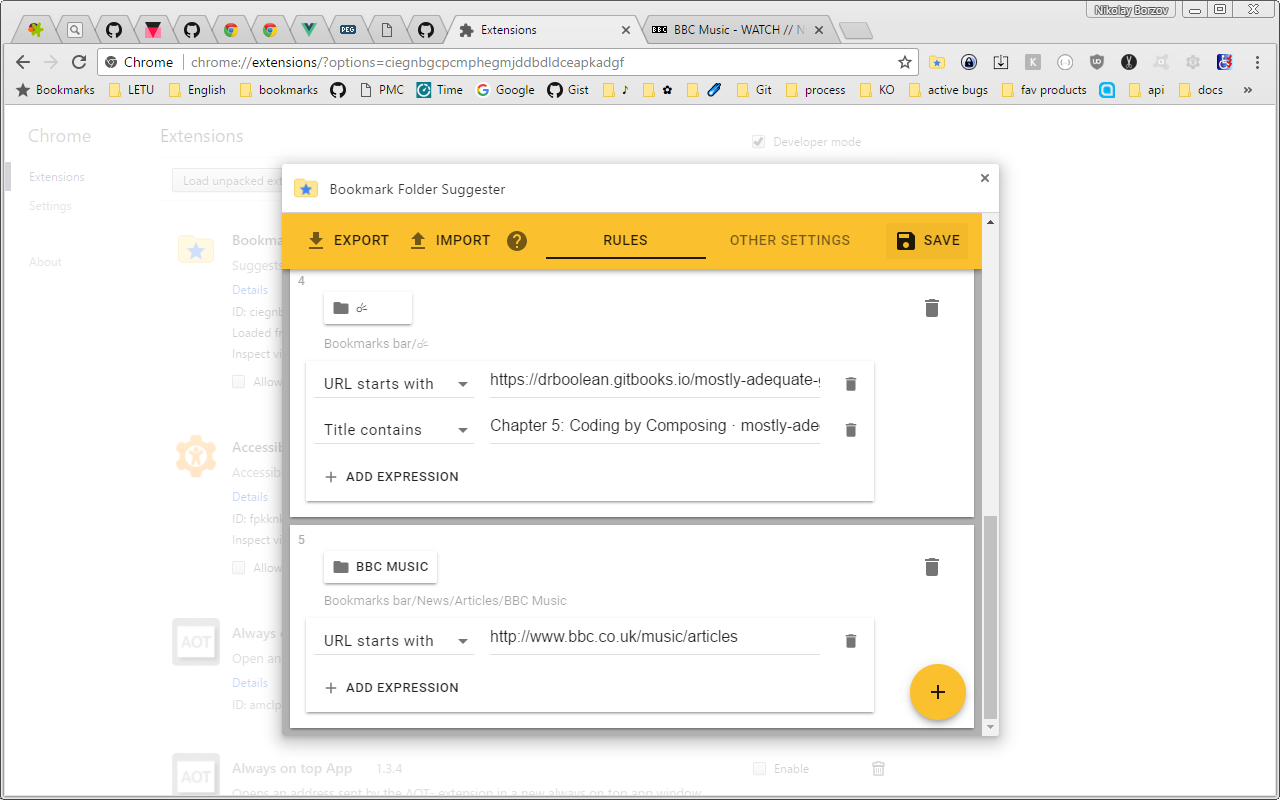 Nikolay Borzov
PEG
Extensions
BBC Music - WATCH // N
Chrome
chrome://extensions/?options=ciegnbgcpcmphegmjddbdldceapkadgf
Bookmarks
LETU
English
bookmarks
PMC
Time
Google
Gist
♪
✿
Git
process
KO
active bugs
fav products
api
docs
»
Chrome
Extensions
Developer mode
Extensions
Load unpacked ext
Settings
About
Bookma
Suggests
Details
ID: ciegnb
Loaded fr
Inspect vi
Allow
Accessib
Accessib
Details
ID: fpkknk
Inspect vi
Allow
AOT
Always o
Open an
Details
ID: amclp
AOT
Always on top App 1.3.4
Enable
Opens an address sent by the AOT- extension in a new always on top app window
Bookmark Folder Suggester
EXPORT
IMPORT
?
RULES
OTHER SETTINGS
SAVE
4
Bookmarks bar/
URL starts with
https://drboolean.gitbooks.io/mostly-adequate-g
Title contains
Chapter 5: Coding by Composing · mostly-ade
+ ADD EXPRESSION
5
BBC MUSIC
Bookmarks bar/News/Articles/BBC Music
URL starts with
http://www.bbc.co.uk/music/articles
+ ADD EXPRESSION
+